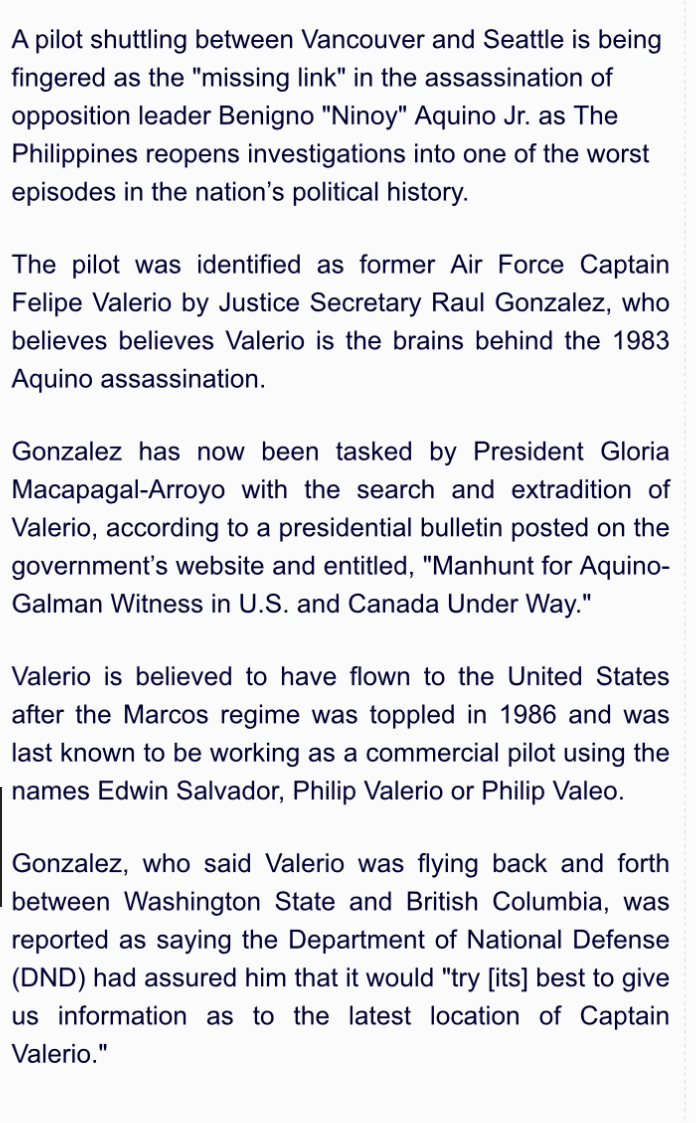 A pilot shuttling between Vancouver and Seattle is being
fingered as the "missing link" in the assassination of
opposition leader Benigno "Ninoy" Aquino Jr. as The
Philippines reopens investigations into one of the worst
episodes in the nation’s political history.
The pilot was identified as former Air Force Captain
Felipe Valerio by Justice Secretary Raul Gonzalez, who
believes believes Valerio is the brains behind the 1983
Aquino assassination.
Gonzalez has now been tasked by President Gloria
Macapagal-Arroyo with the search and extradition of
Valerio, according to a presidential bulletin posted on the
government’s website and entitled, "Manhunt for Aquino-
Galman Witness in U.S. and Canada Under Way."
Valerio is believed to have flown to the United States
after the Marcos regime was toppled in 1986 and was
last known to be working as a commercial pilot using the
names Edwin Salvador, Philip Valerio or Philip Valeo.
Gonzalez, who said Valerio was flying back and forth
between Washington State and British Columbia, was
reported as saying the Department of National Defense
(DND) had assured him that it would "try [its] best to give
us information as to the latest location of Captain
Valerio."